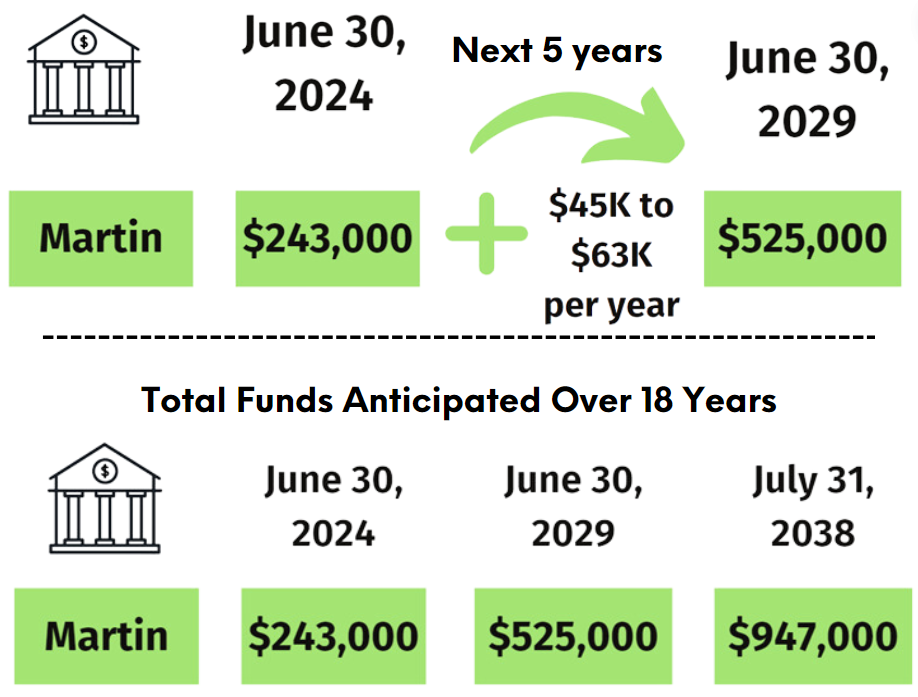 $
June 30,
2024
Next 5 years
June 30,
2029
Martin
$243,000
+
$45K to
$63K
per year
$525,000
Total Funds Anticipated Over 18 Years
$
June 30,
2024
June 30,
2029
July 31,
2038
Martin
$243,000
$525,000
$947,000